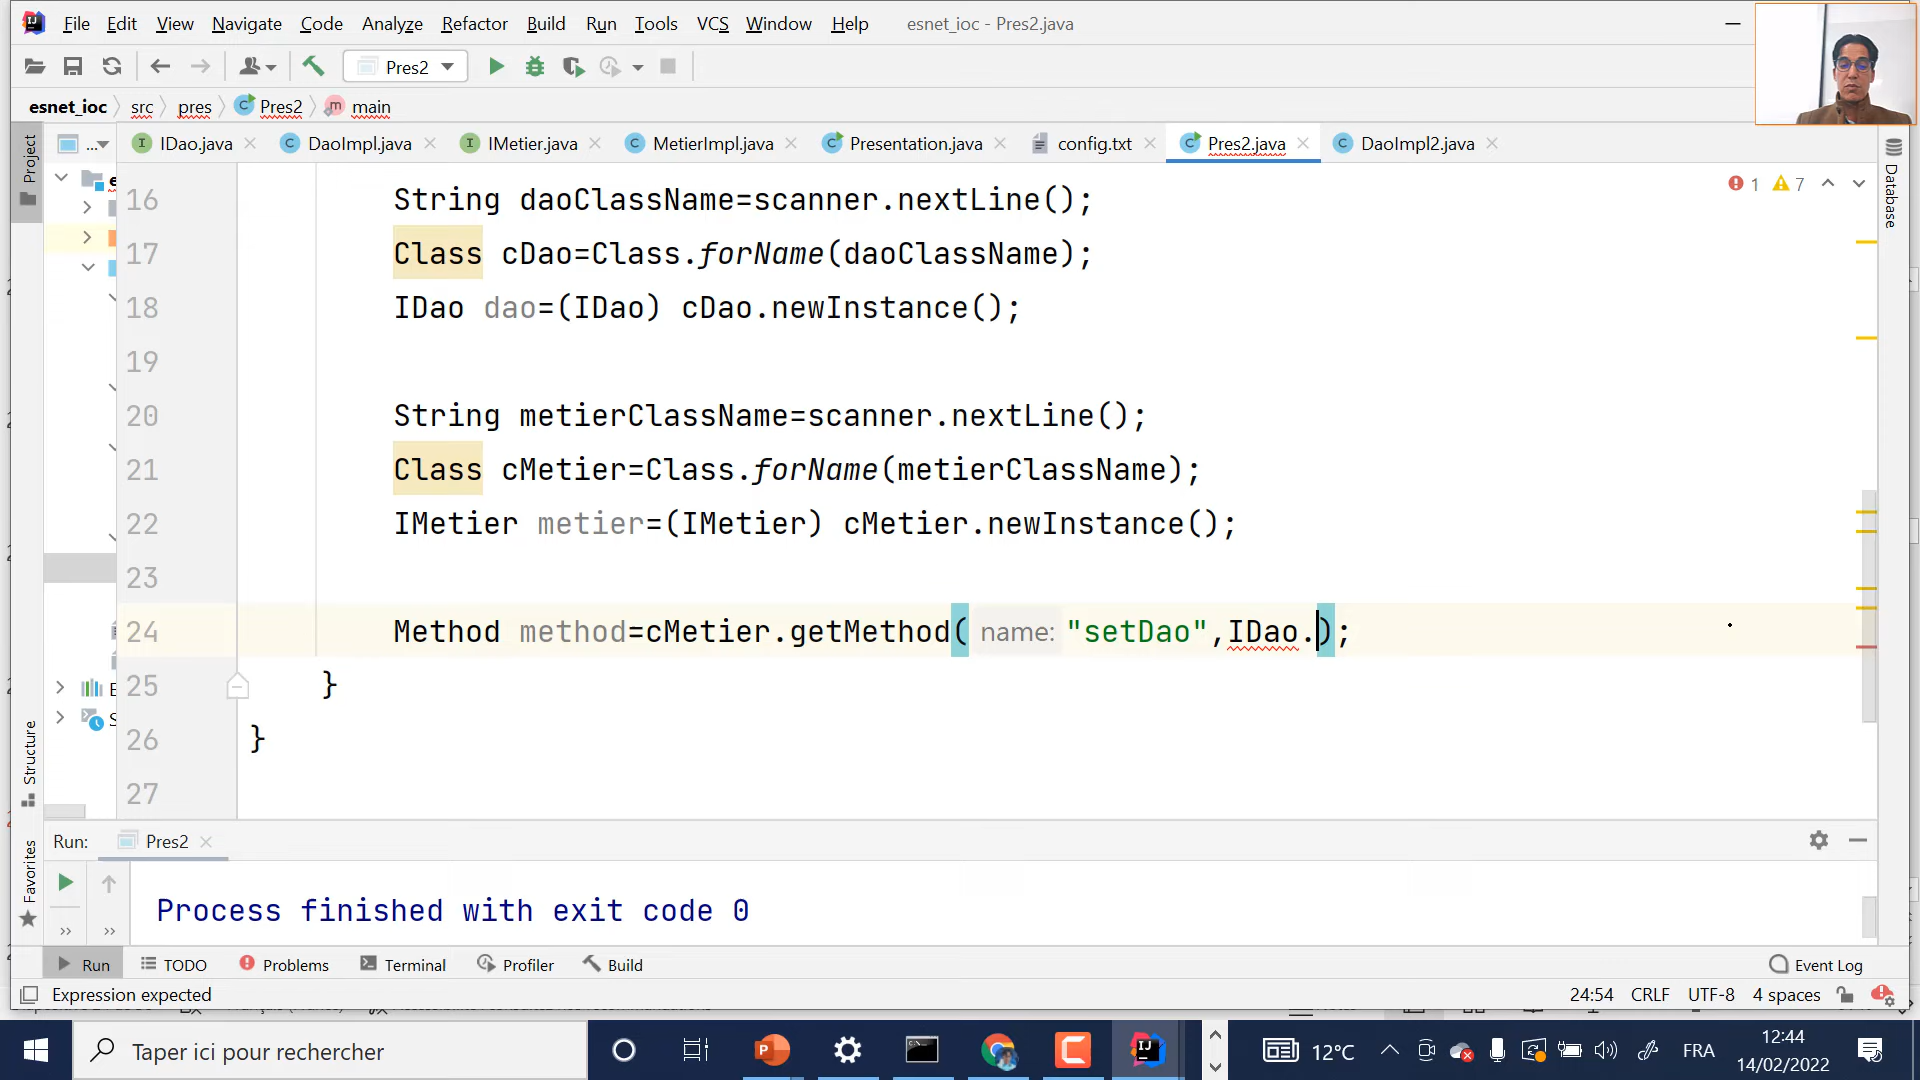 File Edit View Navigate Code Analyze Refactor Build Run Tools VCS Window Help esnet_ioc - Pres2.java
Pres2
esnet_ioc src pres Pres2 main
Project
...
IDao.java DaoImpl.java IMetier.java MetierImpl.java Presentation.java config.txt Pres2.java DaoImpl2.java
Database
1 7
16 String daoClassName=scanner.nextLine();
17 Class cDao=Class.forName(daoClassName);
18 IDao dao=(IDao) cDao.newInstance();
19
20 String metierClassName=scanner.nextLine();
21 Class cMetier=Class.forName(metierClassName);
22 IMetier metier=(IMetier) cMetier.newInstance();
23
24 Method method=cMetier.getMethod( name: "setDao",IDao.);
25 }
26 }
27
Structure
Favorites
Run: Pres2
Process finished with exit code 0
Run TODO Problems Terminal Profiler Build Event Log
Expression expected 24:54 CRLF UTF-8 4 spaces
Taper ici pour rechercher 12°C FRA 12:44
14/02/2022